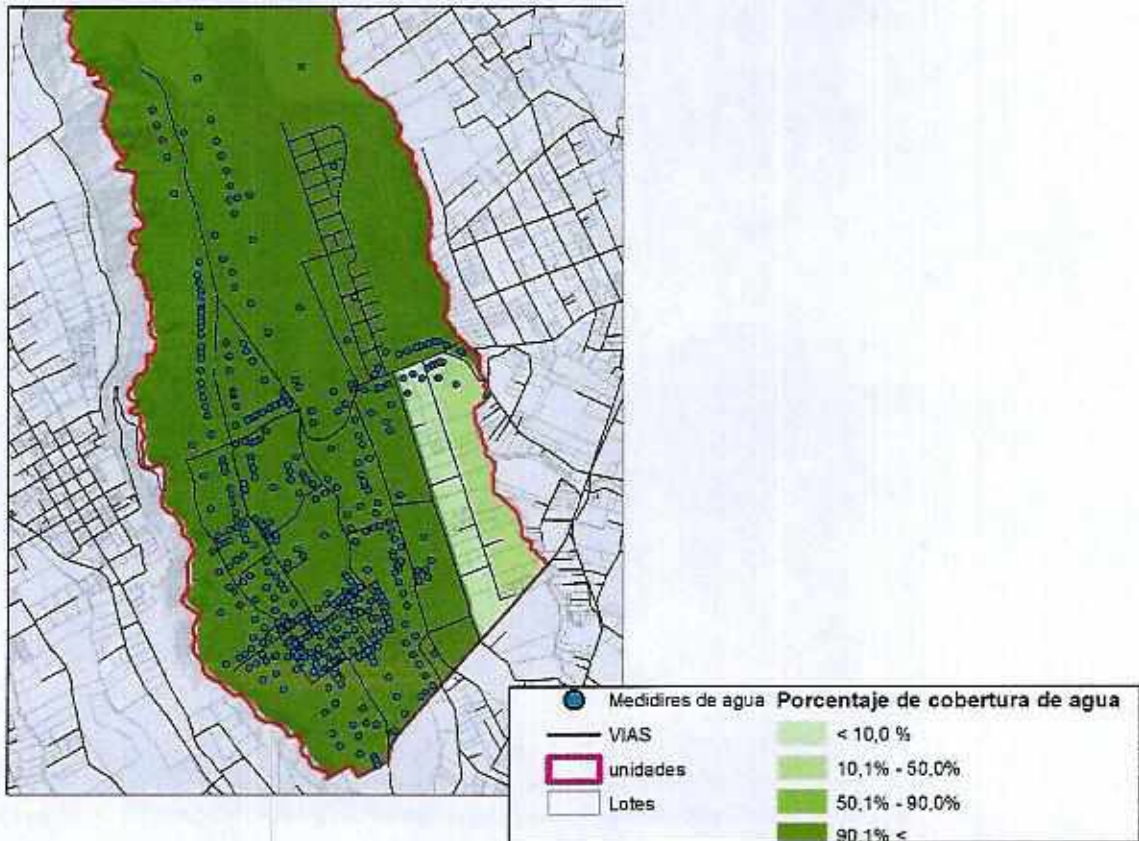 Medidires de agua
VIAS
unidades
Lotes
Porcentaje de cobertura de agua
< 10,0 %
10,1% - 50,0%
50,1% - 90,0%
90,1% <